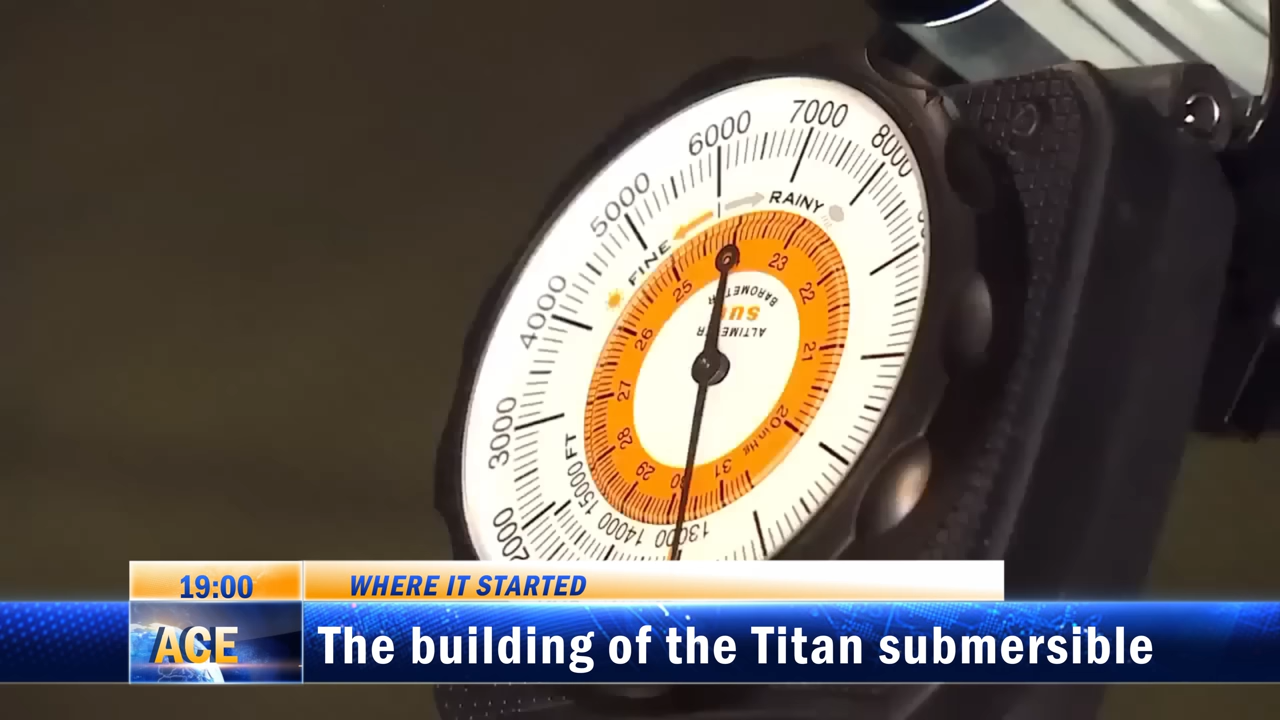 7000
6000
8000
5000
RAINY
FINE
23
25
22
4000
BAROMETER
26
ALTIMETER
21
27
3000
20 in.Hg
28
29
30
31
15000 FT
14000
13000
2000
19:00
WHERE IT STARTED
ACE
The building of the Titan submersible